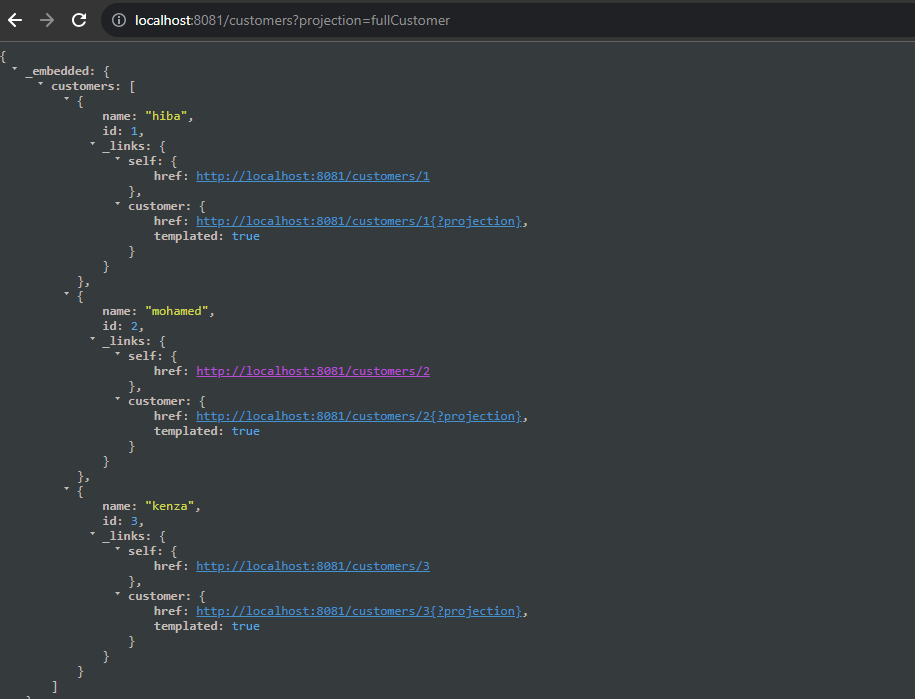 localhost:8081/customers?projection=fullCustomer
{
_embedded: {
customers: [
{
name: "hiba",
id: 1,
_links: {
self: {
href: http://localhost:8081/customers/1
},
customer: {
href: http://localhost:8081/customers/1{?projection},
templated: true
}
}
},
{
name: "mohamed",
id: 2,
_links: {
self: {
href: http://localhost:8081/customers/2
},
customer: {
href: http://localhost:8081/customers/2{?projection},
templated: true
}
}
},
{
name: "kenza",
id: 3,
_links: {
self: {
href: http://localhost:8081/customers/3
},
customer: {
href: http://localhost:8081/customers/3{?projection},
templated: true
}
}
}
]